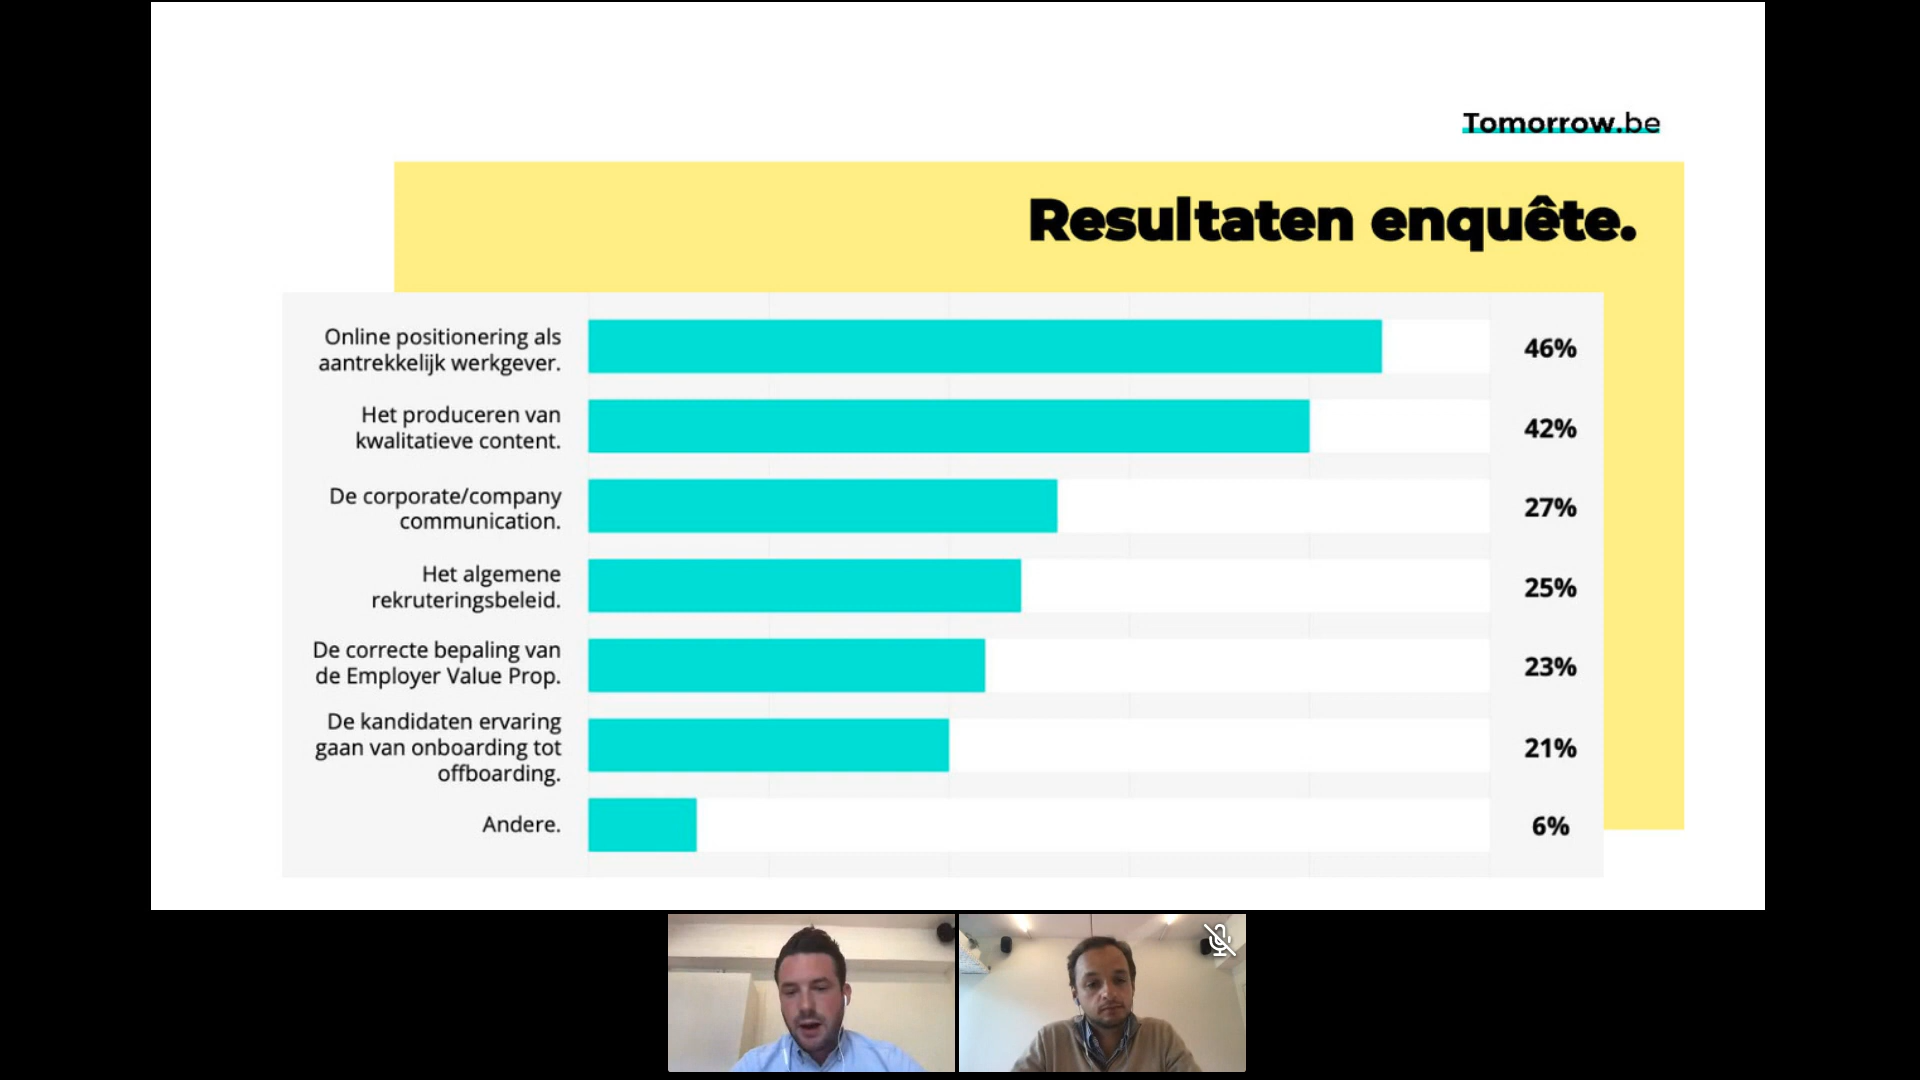 Tomorrow.be
Resultaten enquête.
Online positionering als
aantrekkelijk werkgever.
46%
Het produceren van
kwalitatieve content.
42%
De corporate/company
communication.
27%
Het algemene
rekruteringsbeleid.
25%
De correcte bepaling van
de Employer Value Prop.
23%
De kandidaten ervaring
gaan van onboarding tot
offboarding.
21%
Andere.
6%